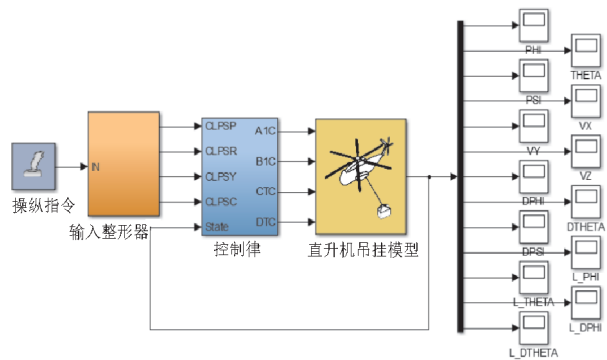 操纵指令
IN
输入整形器
CLPSP
CLPSR
CLPSY
CLPSC
State
A1C
B1C
CTC
DTC
控制律
直升机吊挂模型
PHI
THETA
PSI
VX
VY
VZ
DPHI
DTHETA
DPSI
L_PHI
L_THETA
L_DPHI
L_DTHETA